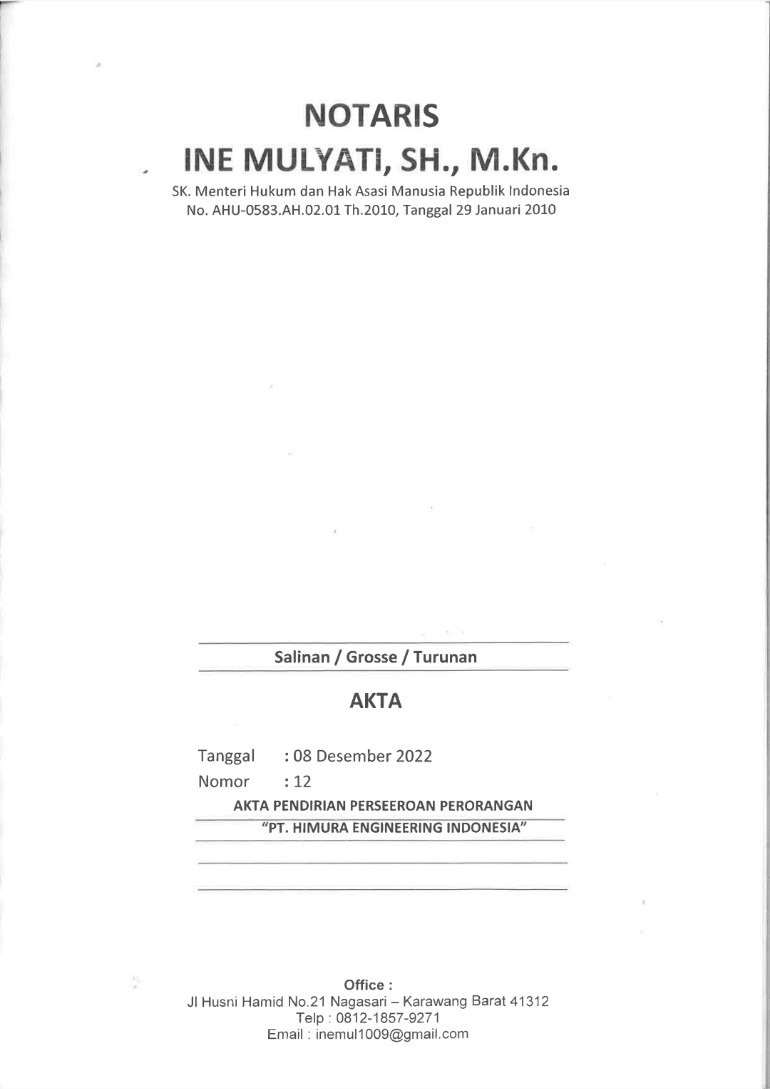 NOTARIS
INE MULYATI, SH., M.Kn.
SK. Menteri Hukum dan Hak Asasi Manusia Republik Indonesia
No. AHU-0583.AH.02.01 Th.2010, Tanggal 29 Januari 2010
Salinan / Grosse / Turunan
AKTA
Tanggal : 08 Desember 2022
Nomor : 12
AKTA PENDIRIAN PERSEEROAN PERORANGAN
"PT. HIMURA ENGINEERING INDONESIA"
Office :
Jl Husni Hamid No.21 Nagasari – Karawang Barat 41312
Telp : 0812-1857-9271
Email : inemul1009@gmail.com